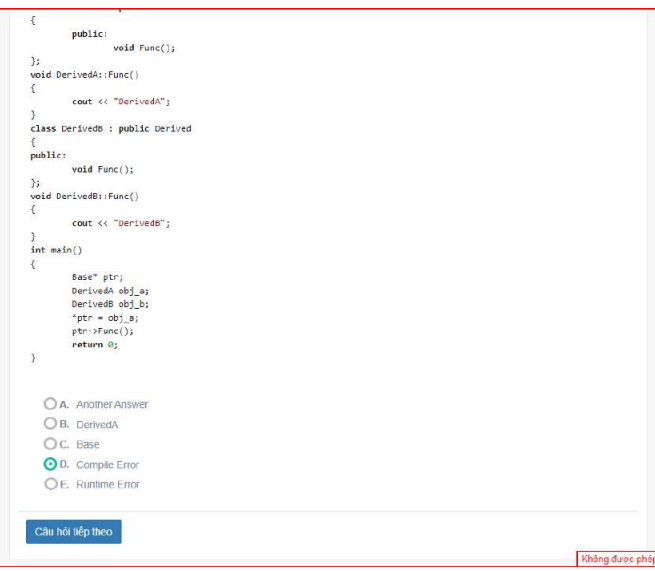 {
public:
void Func();
};
void DerivedA::Func()
{
cout << "DerivedA";
}
class DerivedB : public Derived
{
public:
void Func();
};
void DerivedB::Func()
{
cout << "DerivedB";
}
int main()
{
Base* ptr;
DerivedA obj_a;
DerivedB obj_b;
*ptr = obj_a;
ptr->Func();
return 0;
}
A. Another Answer
B. DerivedA
C. Base
D. Compile Error
E. Runtime Error
Câu hỏi tiếp theo
Không được phép